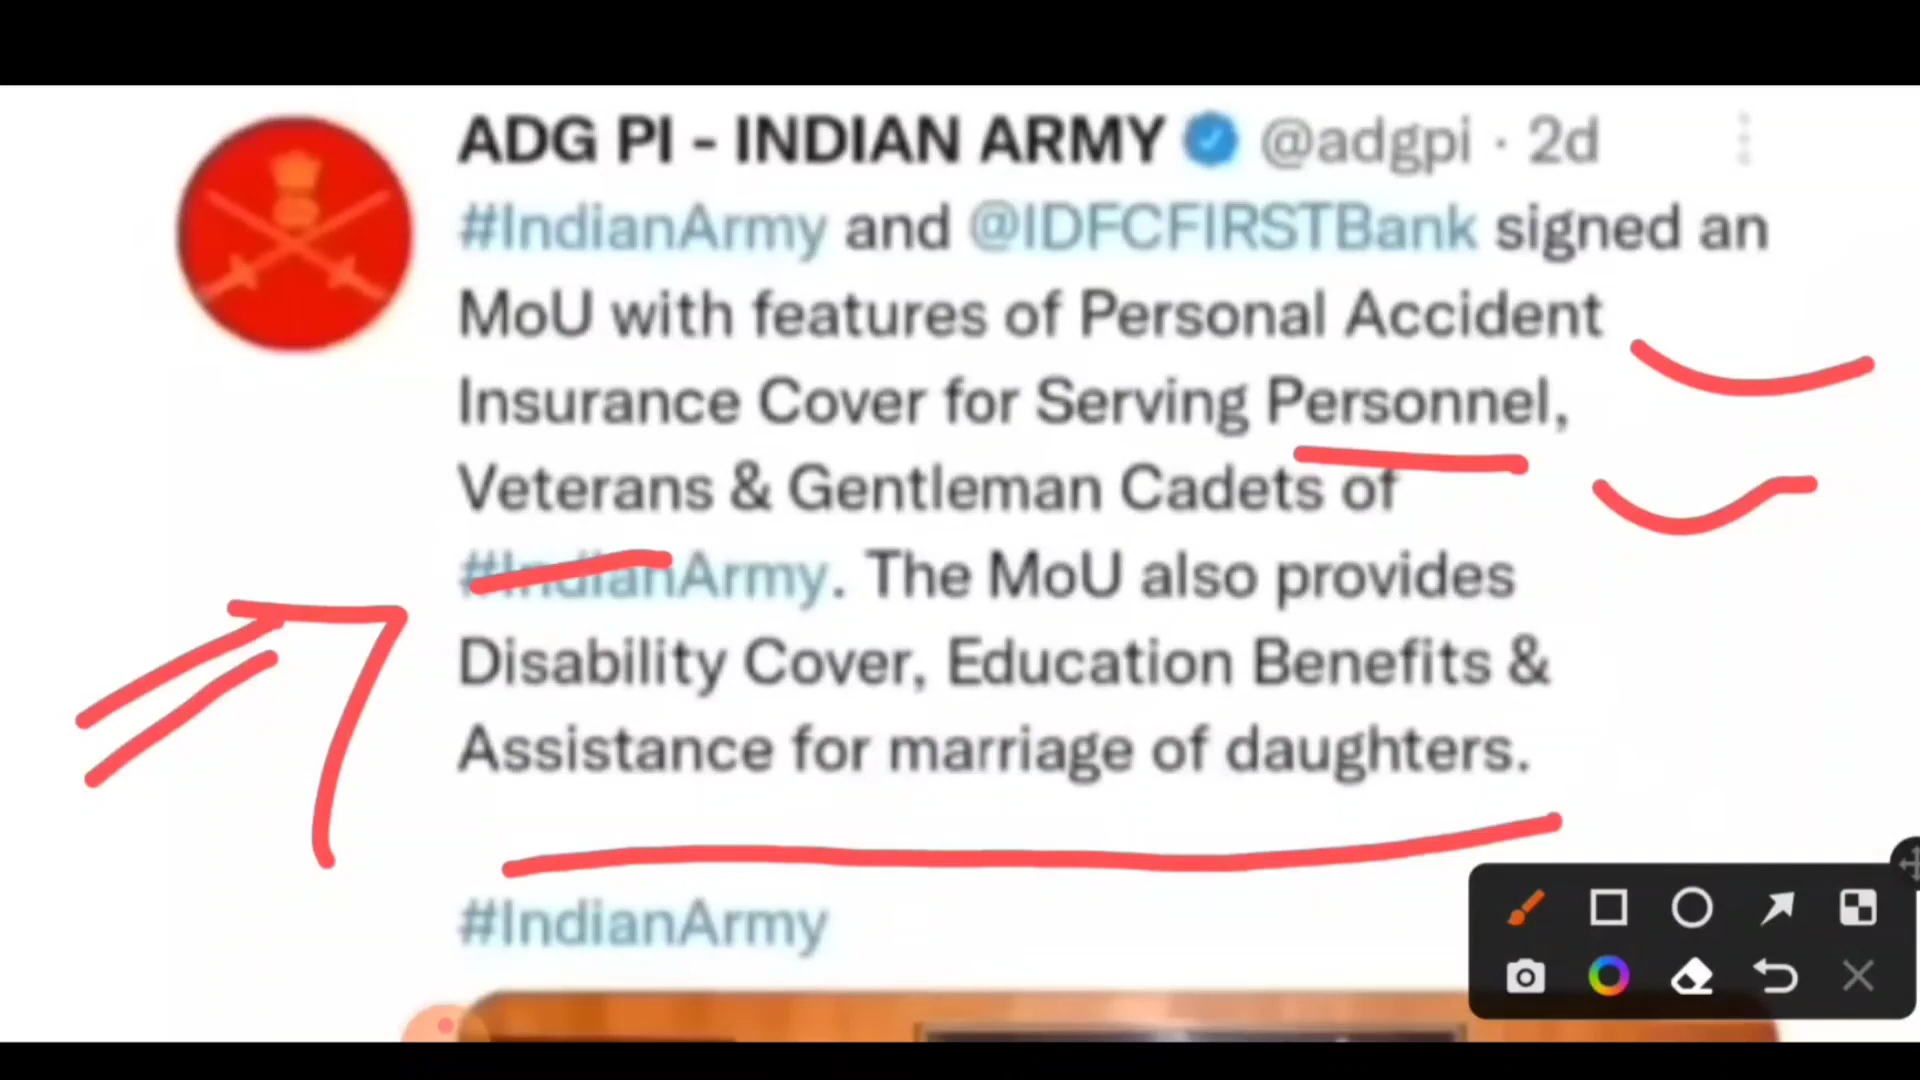 ADG PI - INDIAN ARMY @adgpi · 2d
#IndianArmy and @IDFCFIRSTBank signed an
MoU with features of Personal Accident
Insurance Cover for Serving Personnel,
Veterans & Gentleman Cadets of
#IndianArmy. The MoU also provides
Disability Cover, Education Benefits &
Assistance for marriage of daughters.
#IndianArmy